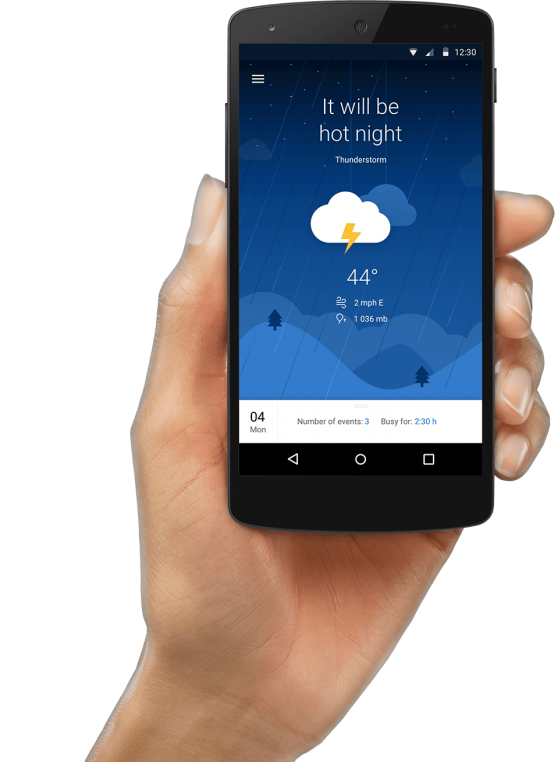 12:30
It will be
hot night
Thunderstorm
44°
2 mph E
1 036 mb
04
Mon
Number of events: 3 Busy for: 2:30 h